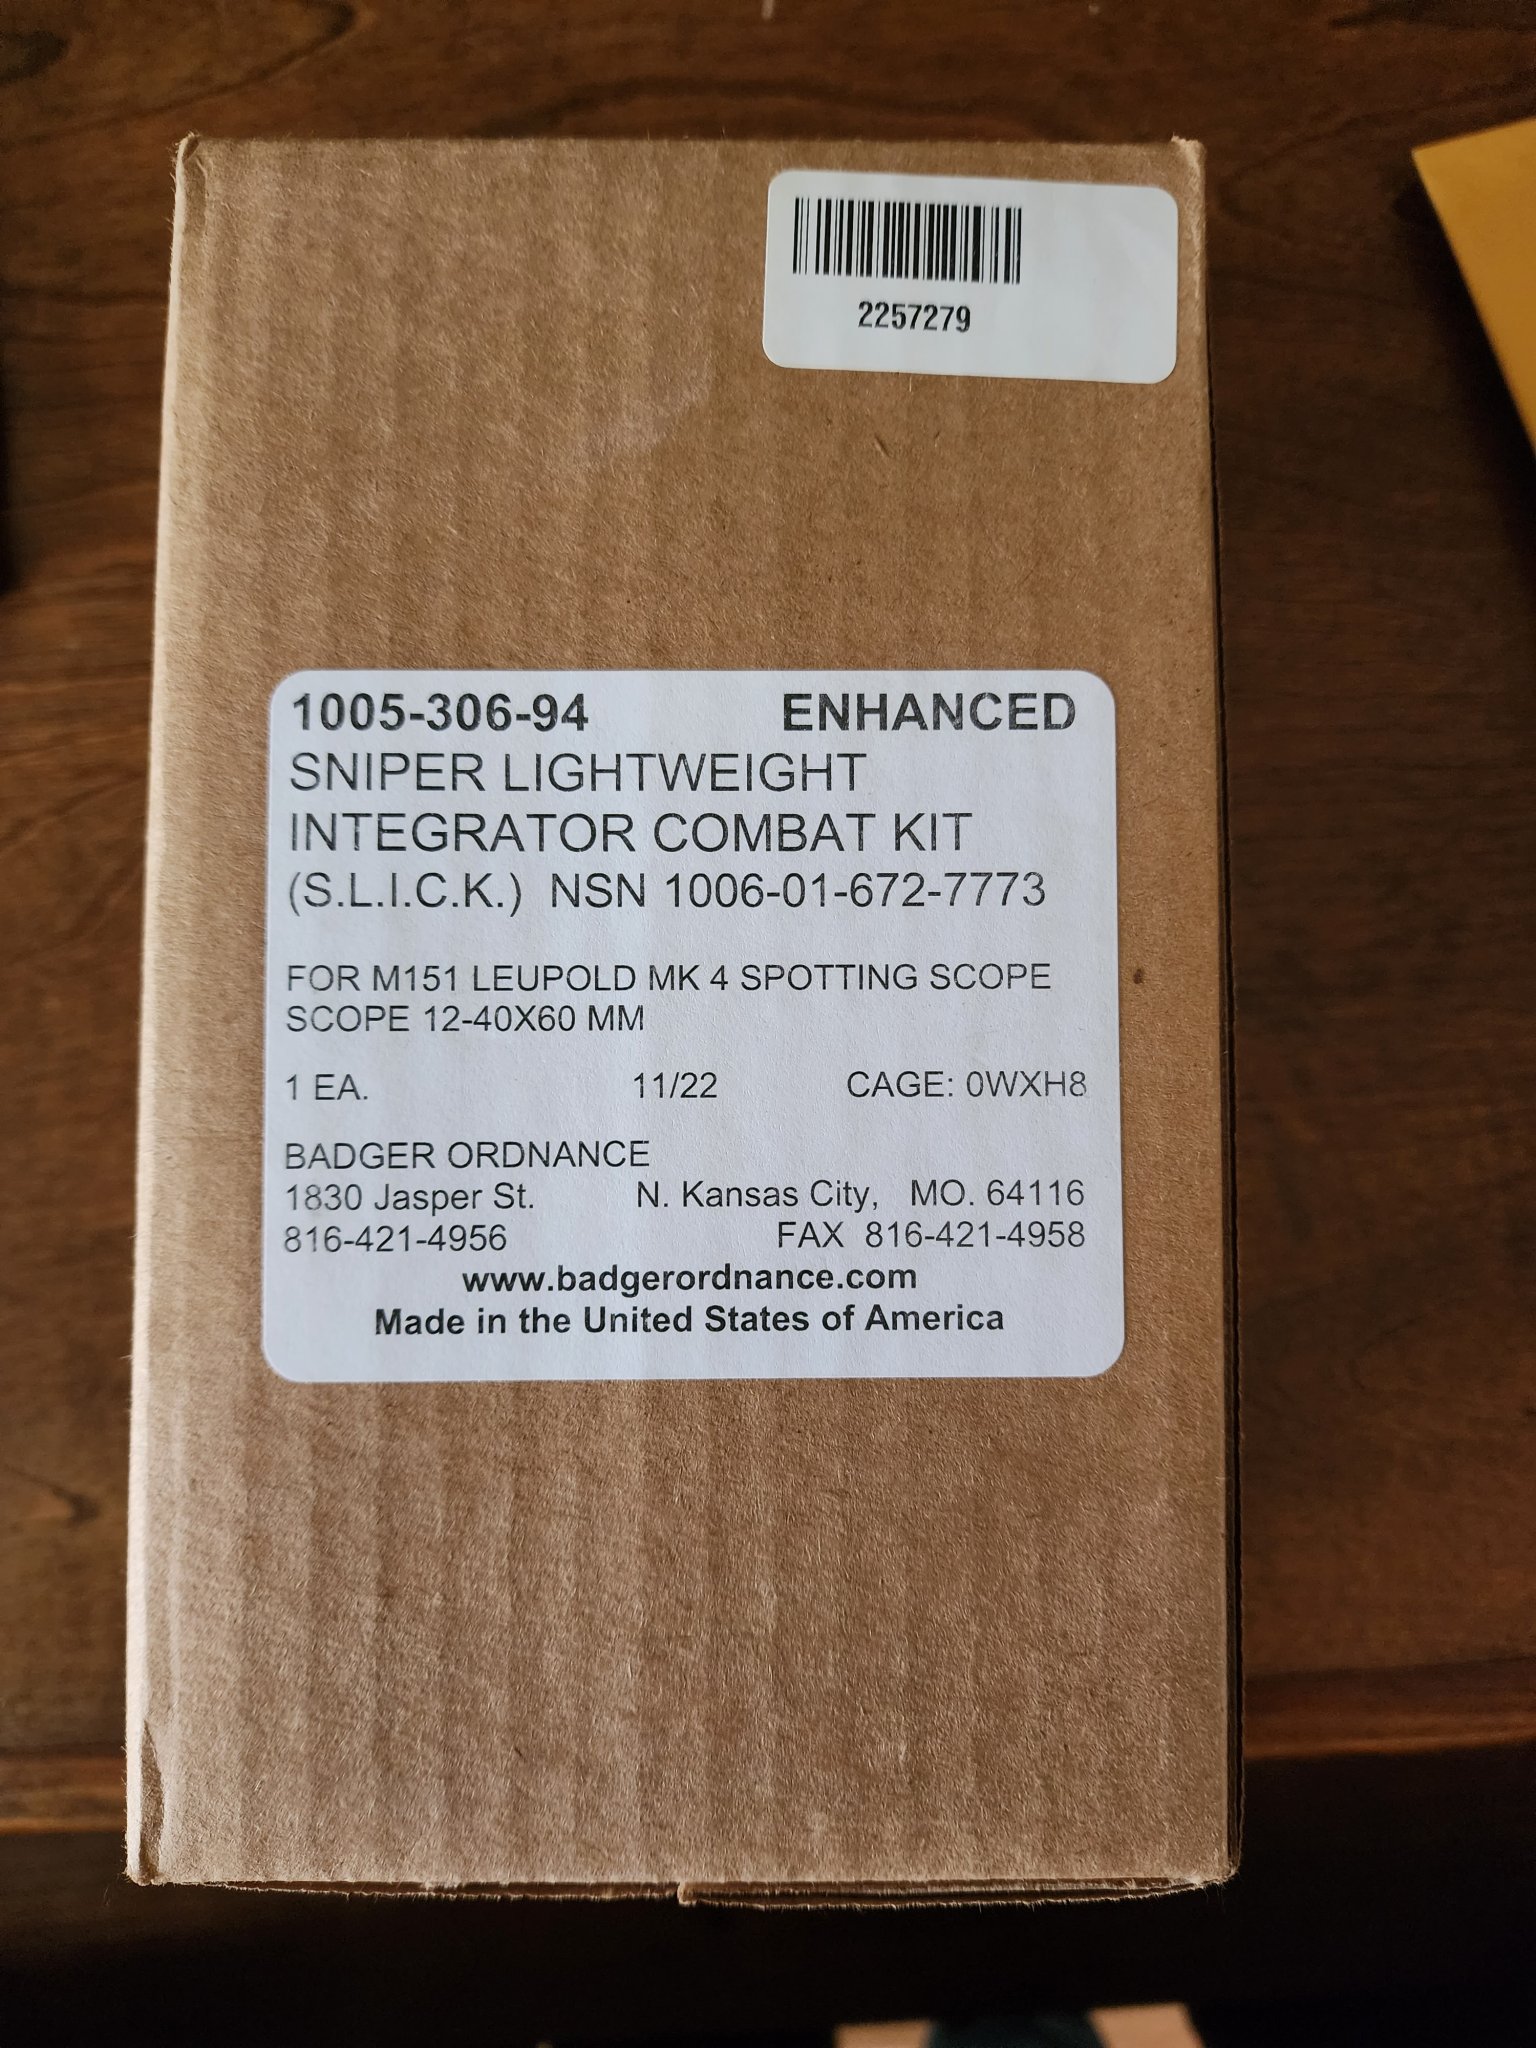 2257279
1005-306-94 ENHANCED
SNIPER LIGHTWEIGHT
INTEGRATOR COMBAT KIT
(S.L.I.C.K.) NSN 1006-01-672-7773
FOR M151 LEUPOLD MK 4 SPOTTING SCOPE
SCOPE 12-40X60 MM
1 EA. 11/22 CAGE: 0WXH8
BADGER ORDNANCE
1830 Jasper St. N. Kansas City, MO. 64116
816-421-4956 FAX 816-421-4958
www.badgerordnance.com
Made in the United States of America